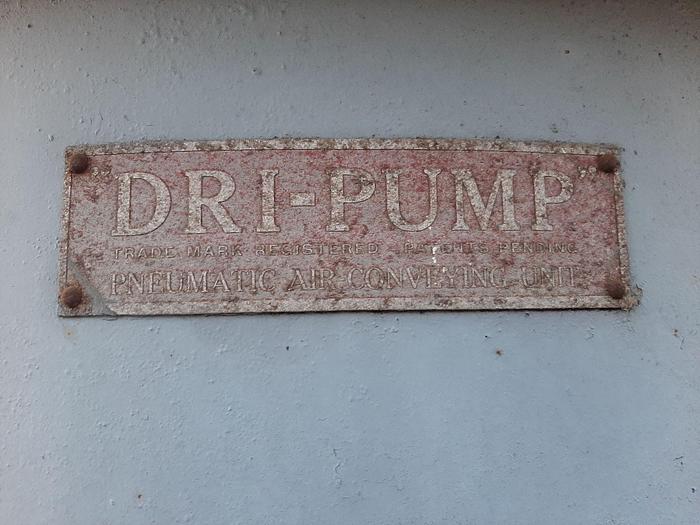 "DRI-PUMP"
TRADE MARK REGISTERED PATENTS PENDING
PNEUMATIC AIR CONVEYING UNIT